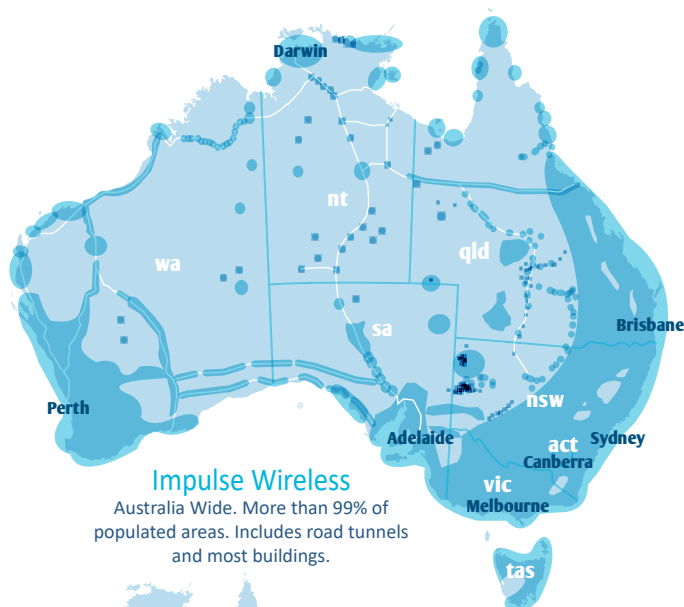 Darwin
nt
wa
qld
sa
Brisbane
Perth
nsw
Adelaide
act
Sydney
Canberra
vic
Melbourne
Impulse Wireless
Australia Wide. More than 99% of
populated areas. Includes road tunnels
and most buildings.
tas